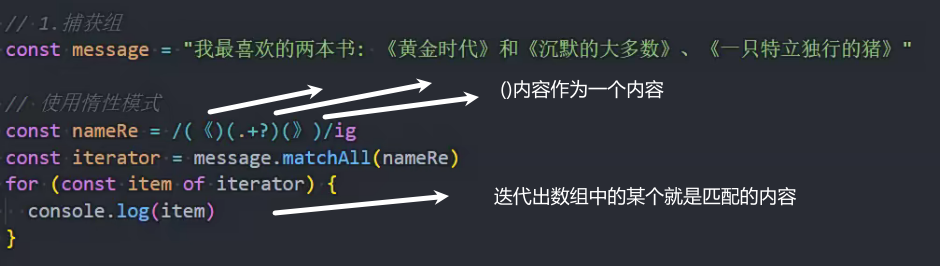 // 1.捕获组
const message = "我最喜欢的两本书: 《黄金时代》和《沉默的大多数》、《一只特立独行的猪》"
()内容作为一个内容
// 使用惰性模式
const nameRe = /(《)(.+?)(》)/ig
const iterator = message.matchAll(nameRe)
for (const item of iterator) {
迭代出数组中的某个就是匹配的内容
console.log(item)
}